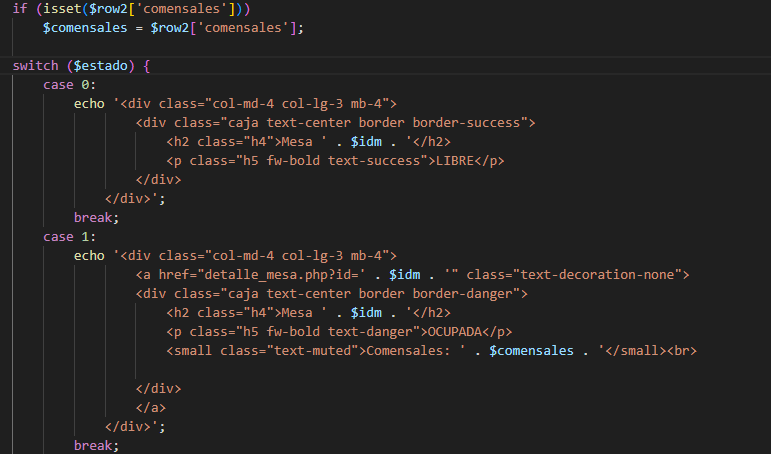 if (isset($row2['comensales']))
$comensales = $row2['comensales'];
switch ($estado) {
case 0:
echo '<div class="col-md-4 col-lg-3 mb-4">
<div class="caja text-center border border-success">
<h2 class="h4">Mesa ' . $idm . '</h2>
<p class="h5 fw-bold text-success">LIBRE</p>
</div>
</div>';
break;
case 1:
echo '<div class="col-md-4 col-lg-3 mb-4">
<a href="detalle_mesa.php?id=' . $idm . '" class="text-decoration-none">
<div class="caja text-center border border-danger">
<h2 class="h4">Mesa ' . $idm . '</h2>
<p class="h5 fw-bold text-danger">OCUPADA</p>
<small class="text-muted">Comensales: ' . $comensales . '</small><br>
</div>
</a>
</div>';
break;